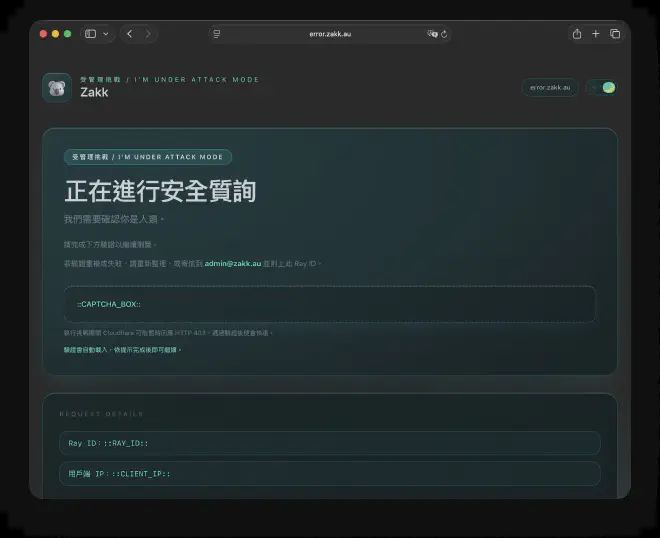 error.zakk.au
受管理挑戰 / I'M UNDER ATTACK MODE
Zakk
error.zakk.au
受管理挑戰 / I'M UNDER ATTACK MODE
正在進行安全質詢
我們需要確認你是人類。
請完成下方驗證以繼續瀏覽。
若驗證重複或失敗，請重新整理，或寄信到 admin@zakk.au 並附上此 Ray ID。
::CAPTCHA_BOX::
執行挑戰期間 Cloudflare 可能暫時回應 HTTP 403，通過驗證後便會恢復。
驗證會自動載入，依提示完成後即可繼續。
REQUEST DETAILS
Ray ID：::RAY_ID::
用戶端 IP：::CLIENT_IP::